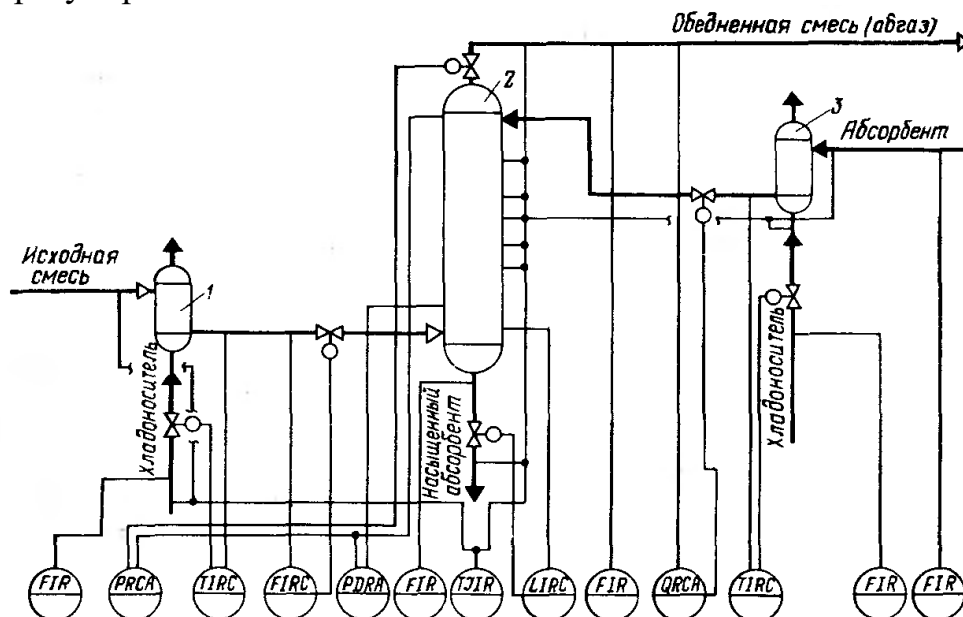 Обедненная смесь (абгаз)
2
3
Абсорбент
Исходная
смесь
1
Хладоноситель
Насыщенный
абсорбент
Хладоноситель
FIR
PRCA
TIRC
FIRC
PDRA
FIR
TJIR
LIRC
FIR
QRCA
TIRC
FIR
FIR